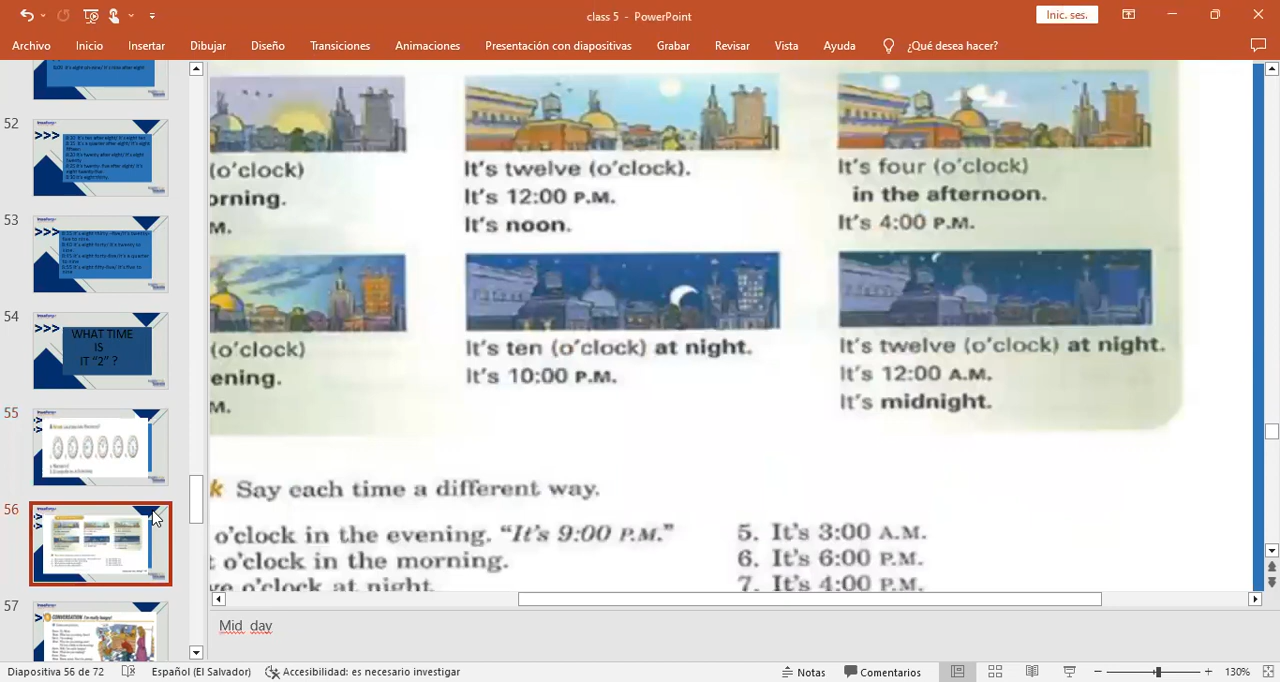 class 5 - PowerPoint
Inic. ses.
Archivo Inicio Insertar Dibujar Diseño Transiciones Animaciones Presentación con diapositivas Grabar Revisar Vista Ayuda ¿Qué desea hacer?
52
53
54
WHAT TIME
IS
IT "2" ?
55
56
57
(o'clock)
orning.
M.
It's twelve (o'clock).
It's 12:00 P.M.
It's noon.
It's four (o'clock)
in the afternoon.
It's 4:00 P.M.
(o'clock)
ening.
M.
It's ten (o'clock) at night.
It's 10:00 P.M.
It's twelve (o'clock) at night.
It's 12:00 A.M.
It's midnight.
k Say each time a different way.
o'clock in the evening. "It's 9:00 P.M."
t o'clock in the morning.
ve o'clock at night.
5. It's 3:00 A.M.
6. It's 6:00 P.M.
7. It's 4:00 P.M.
Mid day
Diapositiva 56 de 72 Español (El Salvador) Accesibilidad: es necesario investigar Notas Comentarios 130%